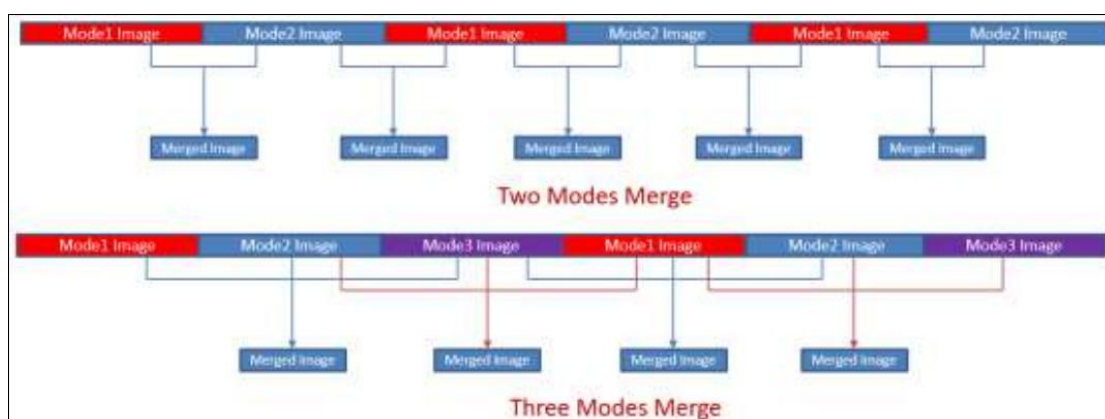 Mode1 Image Mode2 Image Mode1 Image Mode2 Image Mode1 Image Mode2 Image
Merged Image Merged Image Merged Image Merged Image Merged Image
Two Modes Merge
Mode1 Image Mode2 Image Mode3 Image Mode1 Image Mode2 Image Mode3 Image
Merged Image Merged Image Merged Image Merged Image
Three Modes Merge